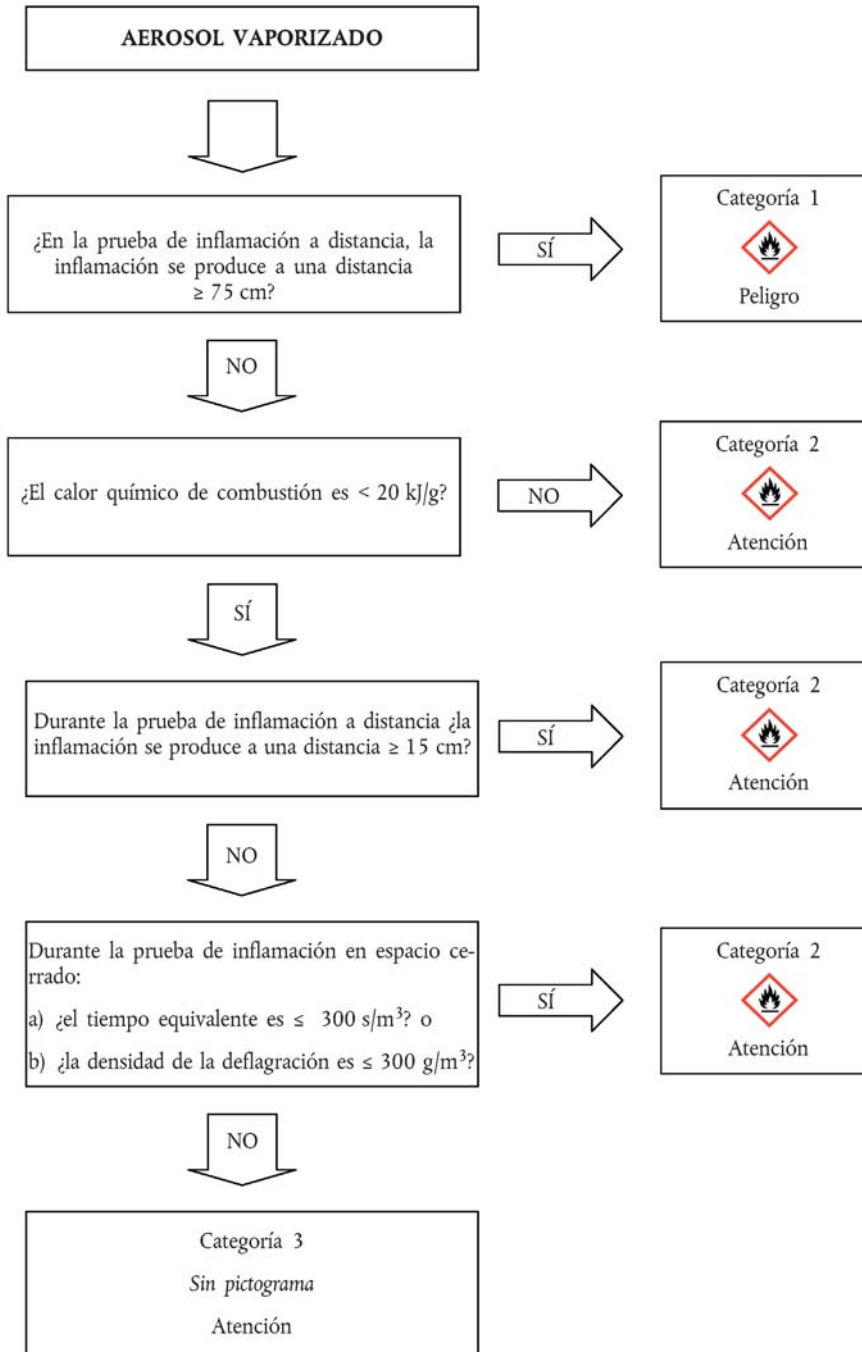 AEROSOL VAPORIZADO
¿En la prueba de inflamación a distancia, la
inflamación se produce a una distancia
≥ 75 cm?
SÍ
Categoría 1
Peligro
NO
¿El calor químico de combustión es < 20 kJ/g?
NO
Categoría 2
Atención
SÍ
Durante la prueba de inflamación a distancia ¿la
inflamación se produce a una distancia ≥ 15 cm?
SÍ
Categoría 2
Atención
NO
Durante la prueba de inflamación en espacio ce-
rrado:
a) ¿el tiempo equivalente es ≤ 300 s/m³? o
b) ¿la densidad de la deflagración es ≤ 300 g/m³?
SÍ
Categoría 2
Atención
NO
Categoría 3
Sin pictograma
Atención